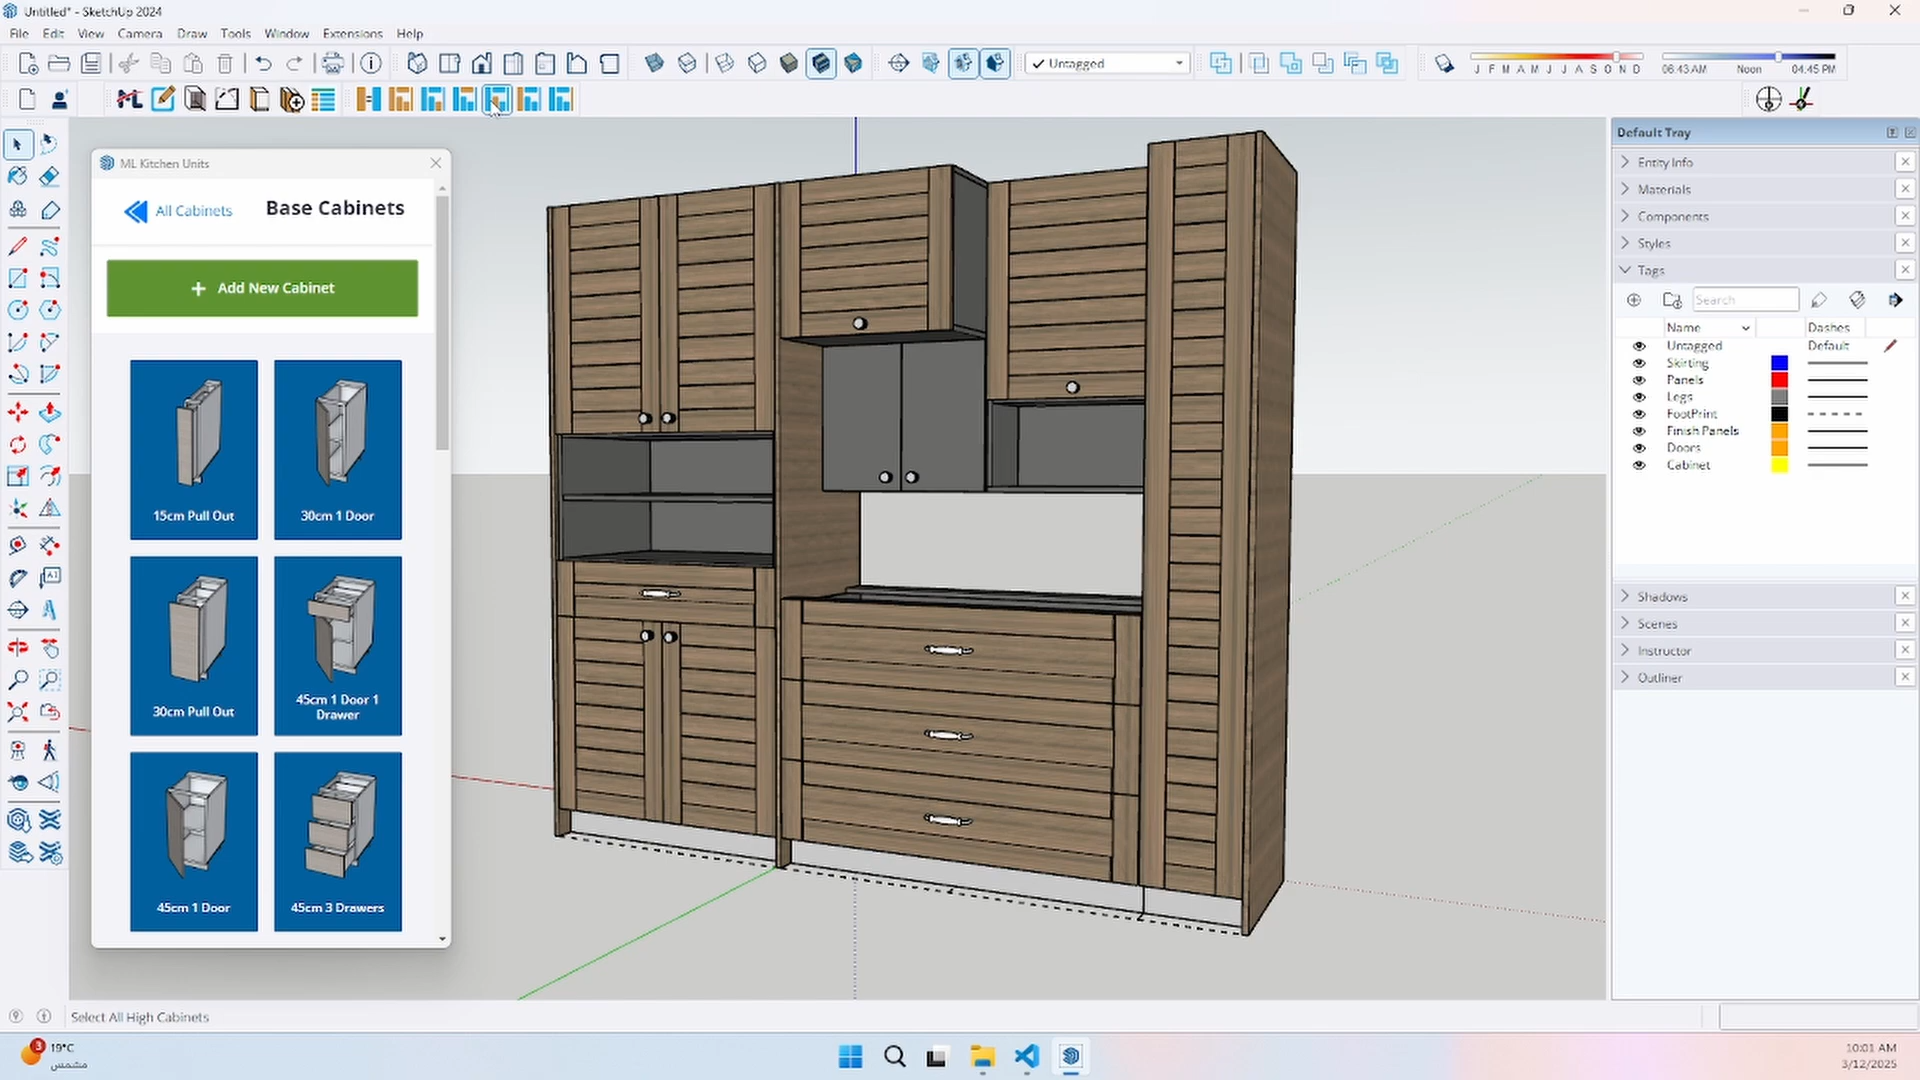 Untitled* - SketchUp 2024
File Edit View Camera Draw Tools Window Extensions Help
Untagged
J F M A M J J A S O N D
06:43 AM Noon 04:45 PM
ML Kitchen Units
All Cabinets
Base Cabinets
+ Add New Cabinet
15cm Pull Out
30cm 1 Door
30cm Pull Out
45cm 1 Door 1
Drawer
45cm 1 Door
45cm 3 Drawers
Default Tray
Entity Info
Materials
Components
Styles
Tags
Search
Name Dashes
Untagged Default
Skirting
Panels
Legs
FootPrint
Finish Panels
Doors
Cabinet
Shadows
Scenes
Instructor
Outliner
Select All High Cabinets
3
19°C
مشمس
10:01 AM
3/12/2025